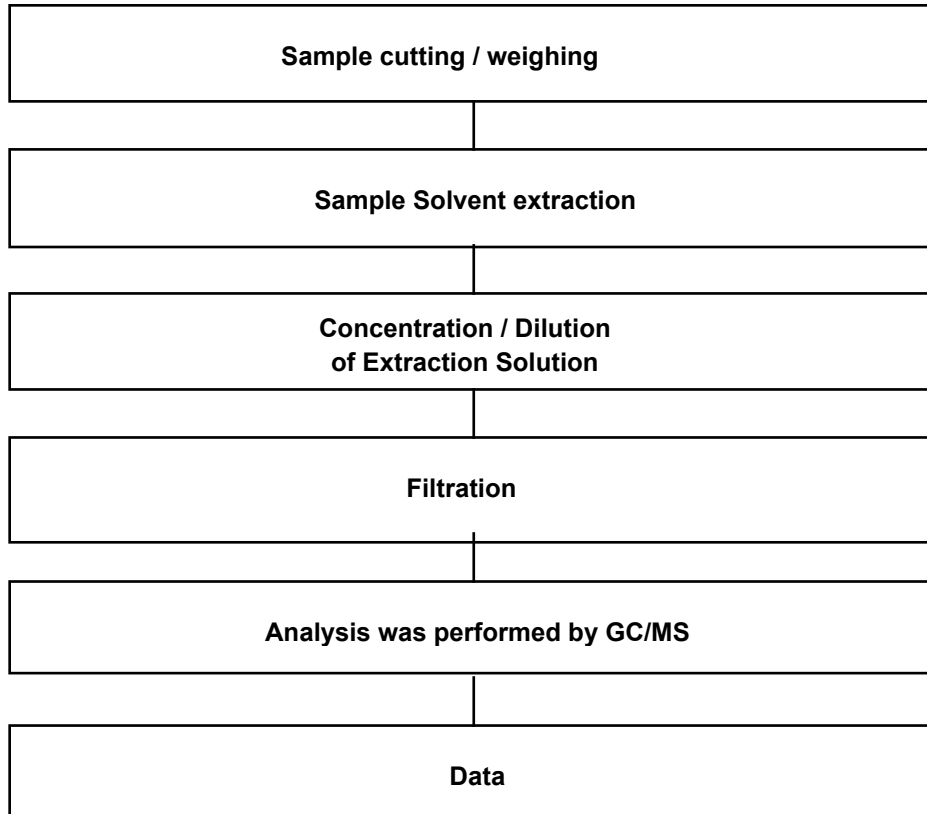 Sample cutting / weighing
Sample Solvent extraction
Concentration / Dilution
of Extraction Solution
Filtration
Analysis was performed by GC/MS
Data